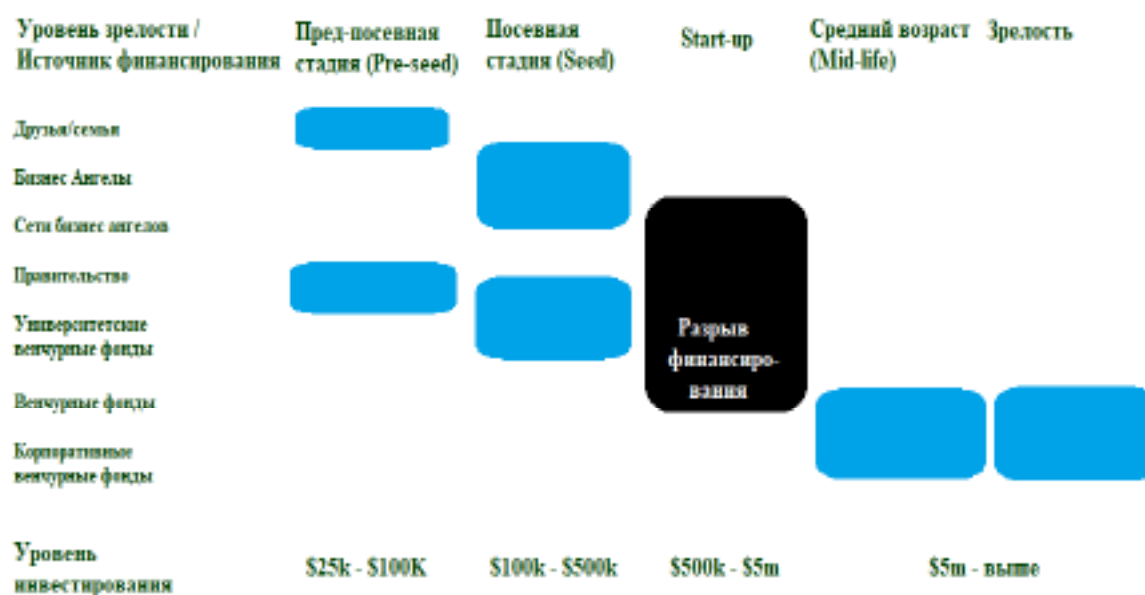 Уровень зрелости /
Источник финансирования
Пред-посевная
стадия (Pre-seed)
Посевная
стадия (Seed)
Start-up
Средний возраст
(Mid-life)
Зрелость
Друзья/семьи
Бизнес Ангелы
Сети бизнес ангелов
Правительство
Университетские
венчурные фонды
Венчурные фонды
Корпоративные
венчурные фонды
Разрыв
финансиро-
вания
Уровень
инвестирования
$25k - $100K
$100k - $500k
$500k - $5m
$5m - выше